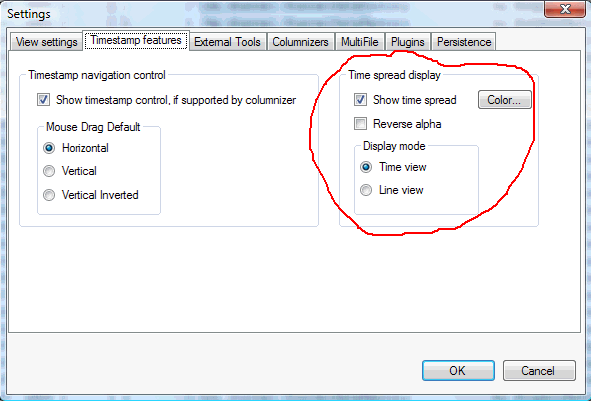 Settings
View settings
Timestamp features
External Tools
Columnizers
MultiFile
Plugins
Persistence
Timestamp navigation control
Show timestamp control, if supported by columnizer
Mouse Drag Default
Horizontal
Vertical
Vertical Inverted
Time spread display
Show time spread
Color...
Reverse alpha
Display mode
Time view
Line view
OK
Cancel